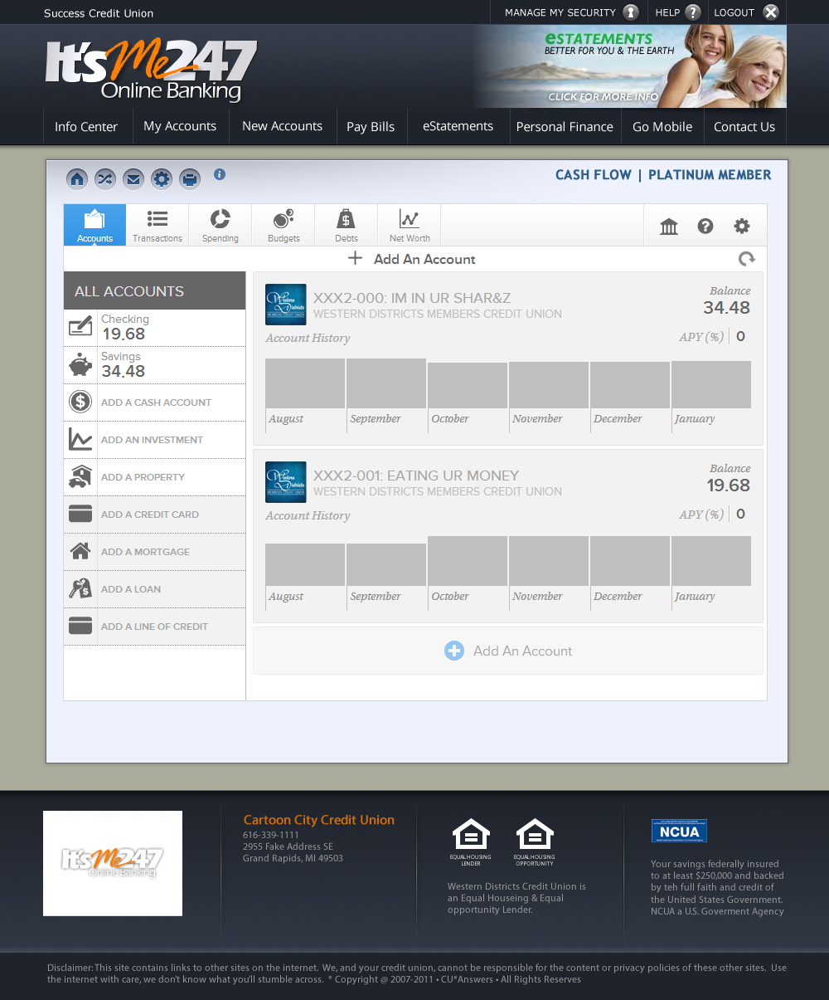 Success Credit Union
MANAGE MY SECURITY
HELP
LOGOUT
It'sMe247
Online Banking
eSTATEMENTS
BETTER FOR YOU & THE EARTH
CLICK FOR MORE INFO
Info Center
My Accounts
New Accounts
Pay Bills
eStatements
Personal Finance
Go Mobile
Contact Us
CASH FLOW | PLATINUM MEMBER
Accounts
Transactions
Spending
Budgets
Debts
Net Worth
+ Add An Account
ALL ACCOUNTS
Checking
19.68
Savings
34.48
ADD A CASH ACCOUNT
ADD AN INVESTMENT
ADD A PROPERTY
ADD A CREDIT CARD
ADD A MORTGAGE
ADD A LOAN
ADD A LINE OF CREDIT
Western
Districts
XXX2-000: IM IN UR SHAR&Z
WESTERN DISTRICTS MEMBERS CREDIT UNION
Balance
34.48
Account History
APY (%) 0
August
September
October
November
December
January
Western
Districts
XXX2-001: EATING UR MONEY
WESTERN DISTRICTS MEMBERS CREDIT UNION
Balance
19.68
Account History
APY (%) 0
August
September
October
November
December
January
Add An Account
It'sMe247
Online Banking
Cartoon City Credit Union
616-339-1111
2955 Fake Address SE
Grand Rapids, MI 49503
EQUAL HOUSING
LENDER
EQUAL HOUSING
OPPORTUNITY
Western Districts Credit Union is
an Equal Houseing & Equal
opportunity Lender.
NCUA
Your savings federally insured
to at least $250,000 and backed
by teh full faith and credit of
the United States Government.
NCUA a U.S. Goverment Agency
Disclaimer: This site contains links to other sites on the internet. We, and your credit union, cannot be responsible for the content or privacy policies of these other sites. Use
the internet with care, we don't know what you'll stumble across. * Copyright @ 2007-2011 • CU*Answers • All Rights Reserves